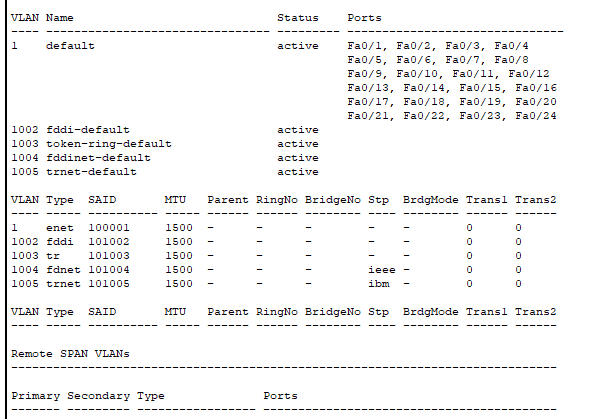 VLAN Name                             Status    Ports
---- -------------------------------- --------- -------------------------------
1    default                          active    Fa0/1, Fa0/2, Fa0/3, Fa0/4
                                                Fa0/5, Fa0/6, Fa0/7, Fa0/8
                                                Fa0/9, Fa0/10, Fa0/11, Fa0/12
                                                Fa0/13, Fa0/14, Fa0/15, Fa0/16
                                                Fa0/17, Fa0/18, Fa0/19, Fa0/20
                                                Fa0/21, Fa0/22, Fa0/23, Fa0/24
1002 fddi-default                     active
1003 token-ring-default               active
1004 fddinet-default                  active
1005 trnet-default                    active

VLAN Type  SAID       MTU   Parent RingNo BridgeNo Stp  BrdgMode Trans1 Trans2
---- ----- ---------- ----- ------ ------ -------- ---- -------- ------ ------
1    enet  100001     1500  -      -      -        -    -        0      0
1002 fddi  101002     1500  -      -      -        -    -        0      0
1003 tr    101003     1500  -      -      -        -    -        0      0
1004 fdnet 101004     1500  -      -      -        ieee -        0      0
1005 trnet 101005     1500  -      -      -        ibm  -        0      0

VLAN Type  SAID       MTU   Parent RingNo BridgeNo Stp  BrdgMode Trans1 Trans2
---- ----- ---------- ----- ------ ------ -------- ---- -------- ------ ------

Remote SPAN VLANs
------------------------------------------------------------------------------

Primary Secondary Type              Ports
------- --------- ----------------- ------------------------------------------